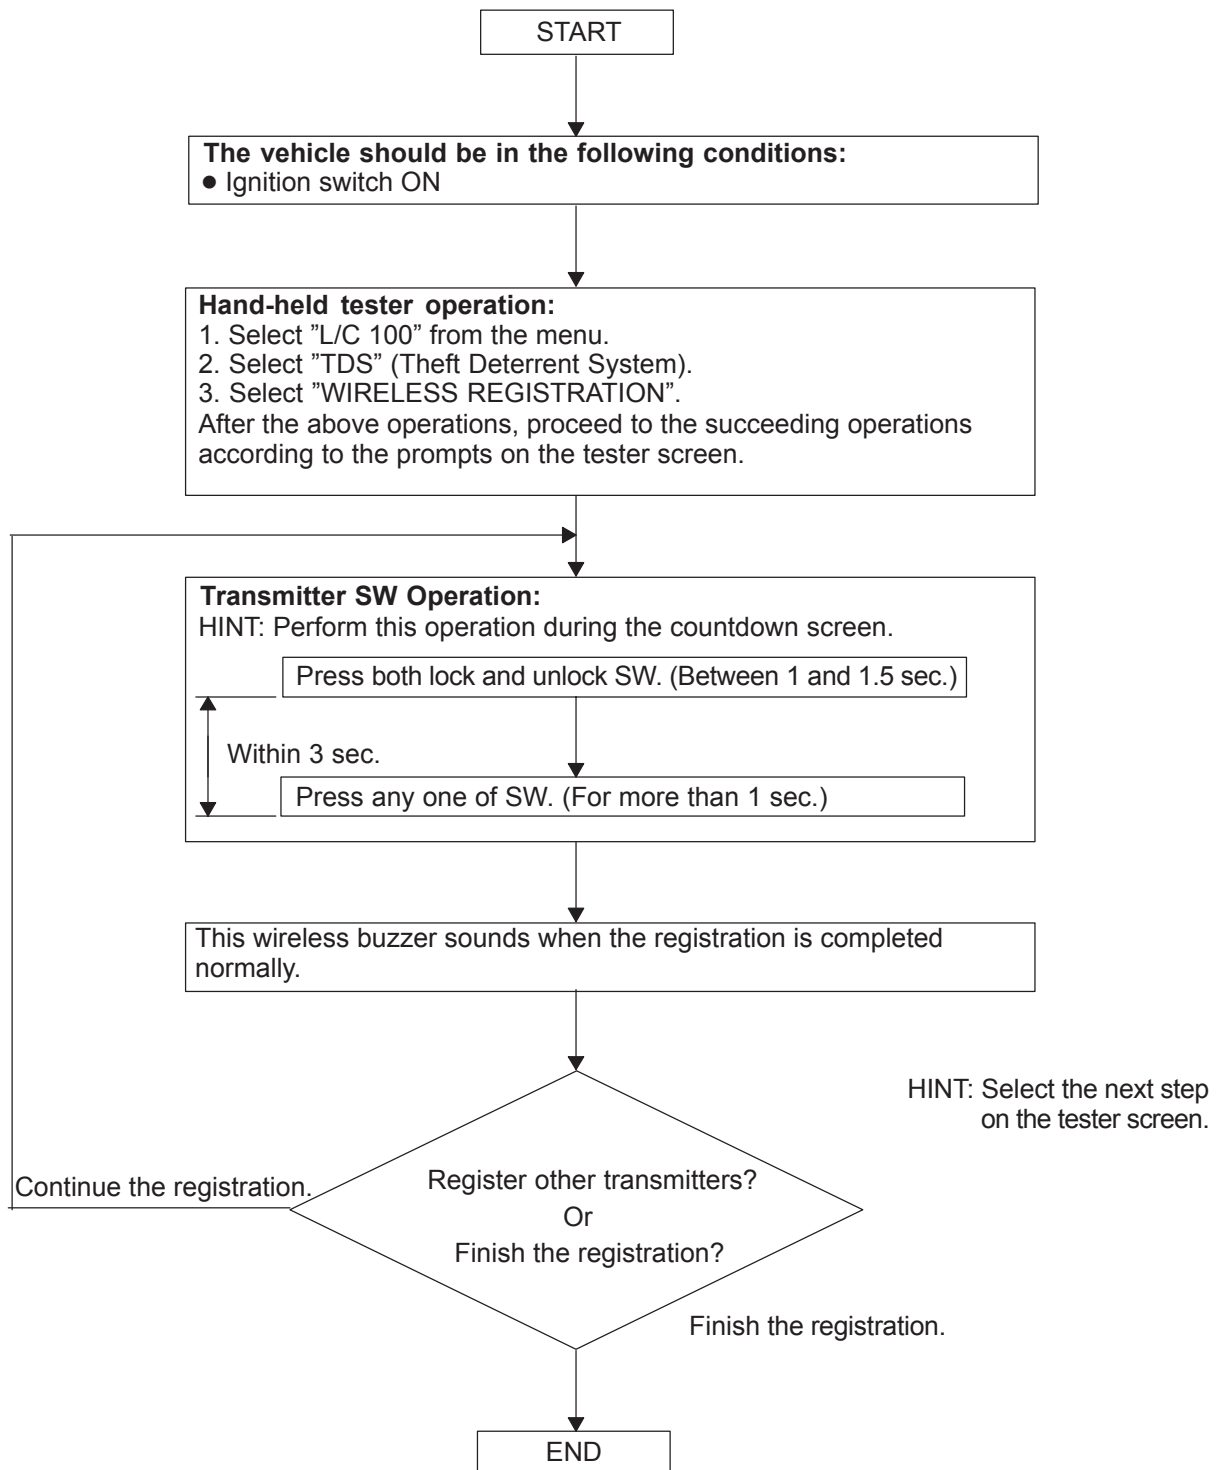 START
The vehicle should be in the following conditions:
● Ignition switch ON
Hand-held tester operation:
1. Select ”L/C 100” from the menu.
2. Select ”TDS” (Theft Deterrent System).
3. Select ”WIRELESS REGISTRATION”.
After the above operations, proceed to the succeeding operations
according to the prompts on the tester screen.
Transmitter SW Operation:
HINT: Perform this operation during the countdown screen.
Press both lock and unlock SW. (Between 1 and 1.5 sec.)
Within 3 sec.
Press any one of SW. (For more than 1 sec.)
This wireless buzzer sounds when the registration is completed
normally.
HINT: Select the next step
on the tester screen.
Continue the registration.
Register other transmitters?
Or
Finish the registration?
Finish the registration.
END